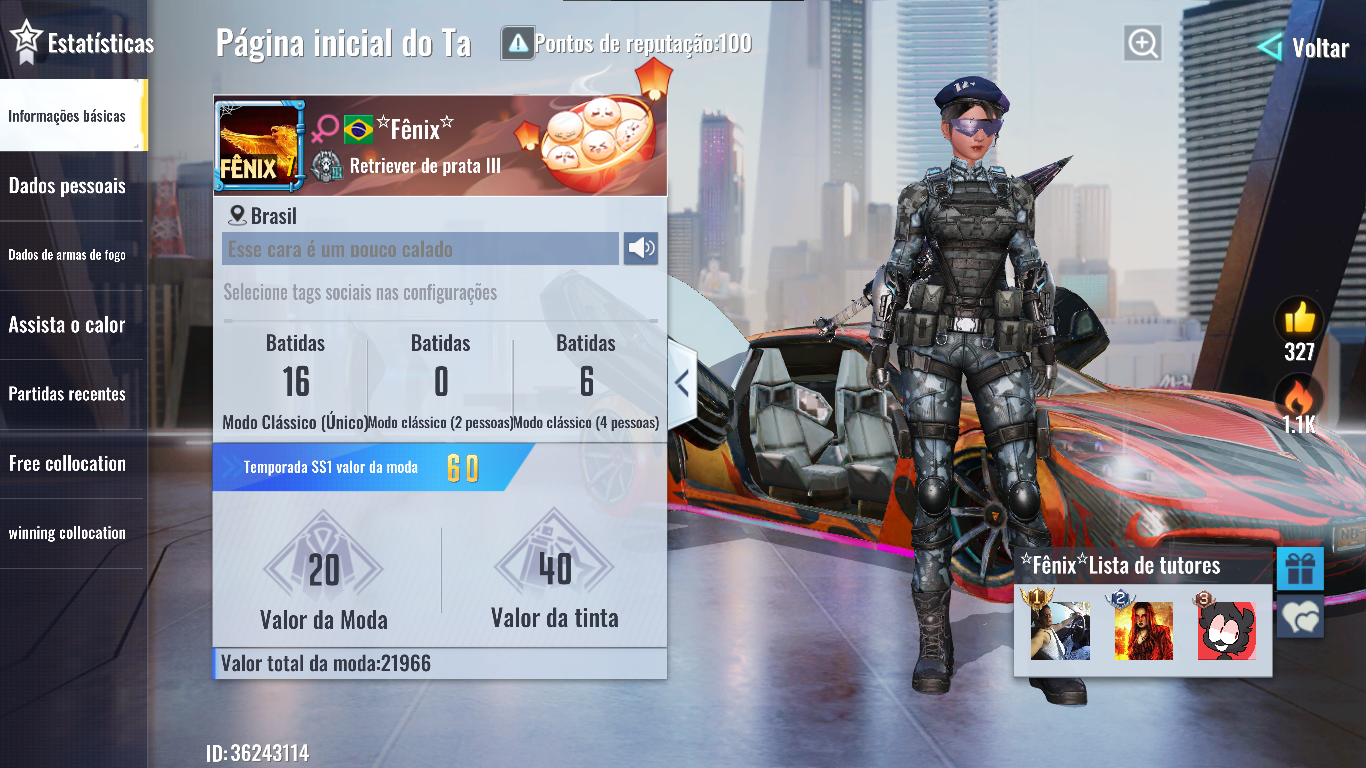 Estatísticas
Página inicial do Ta
Pontos de reputação:100
Voltar
Informações básicas
Dados pessoais
Dados de armas de fogo
Assista o calor
Partidas recentes
Free collocation
winning collocation
FÊNIX
☆Fênix☆
Retriever de prata III
Brasil
Esse cara é um pouco calado
Selecione tags sociais nas configurações
Batidas Batidas Batidas
16 0 6
Modo Clássico (Único) Modo clássico (2 pessoas) Modo clássico (4 pessoas)
Temporada SS1 valor da moda 60
20 40
Valor da Moda Valor da tinta
Valor total da moda:21966
ID:36243114
327
1.1K
☆Fênix☆Lista de tutores
1 2 3